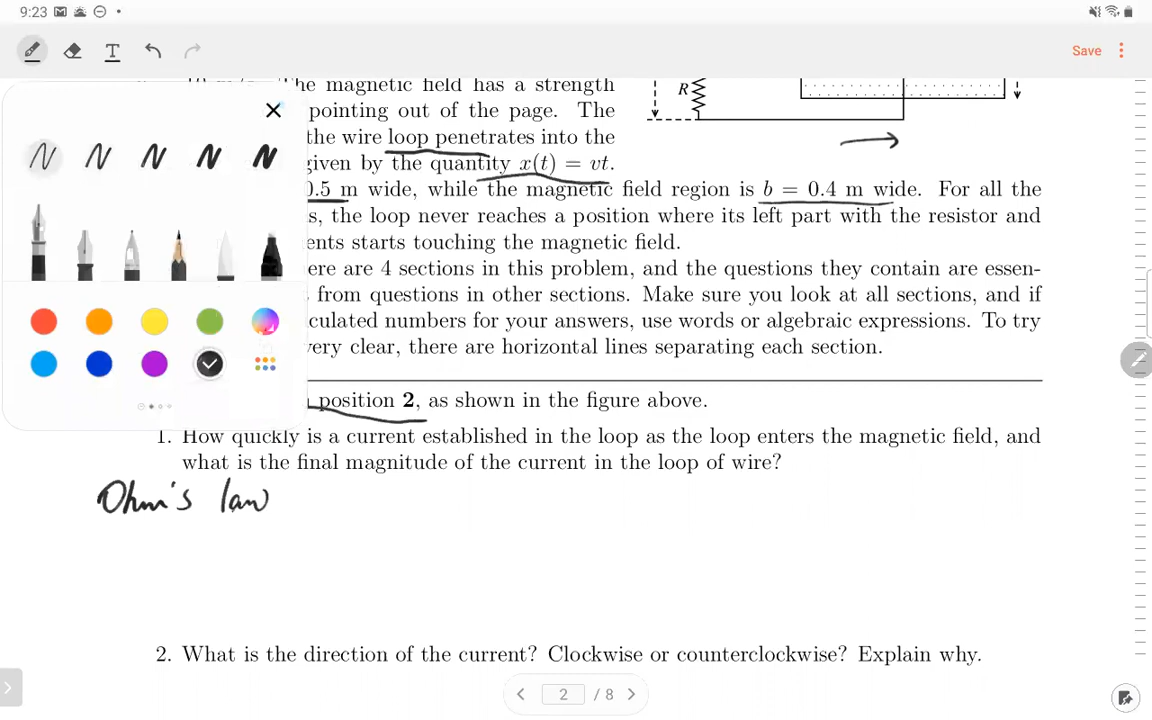 9:23
Save
10 m/s. The magnetic field has a strength
R
pointing out of the page. The
the wire loop penetrates into the
given by the quantity x(t) = vt.
0.5 m wide, while the magnetic field region is b = 0.4 m wide. For all the
s, the loop never reaches a position where its left part with the resistor and
ents starts touching the magnetic field.
ere are 4 sections in this problem, and the questions they contain are essen-
from questions in other sections. Make sure you look at all sections, and if
culated numbers for your answers, use words or algebraic expressions. To try
very clear, there are horizontal lines separating each section.
position 2, as shown in the figure above.
1. How quickly is a current established in the loop as the loop enters the magnetic field, and
what is the final magnitude of the current in the loop of wire?
Ohm's law
2. What is the direction of the current? Clockwise or counterclockwise? Explain why.
2 / 8